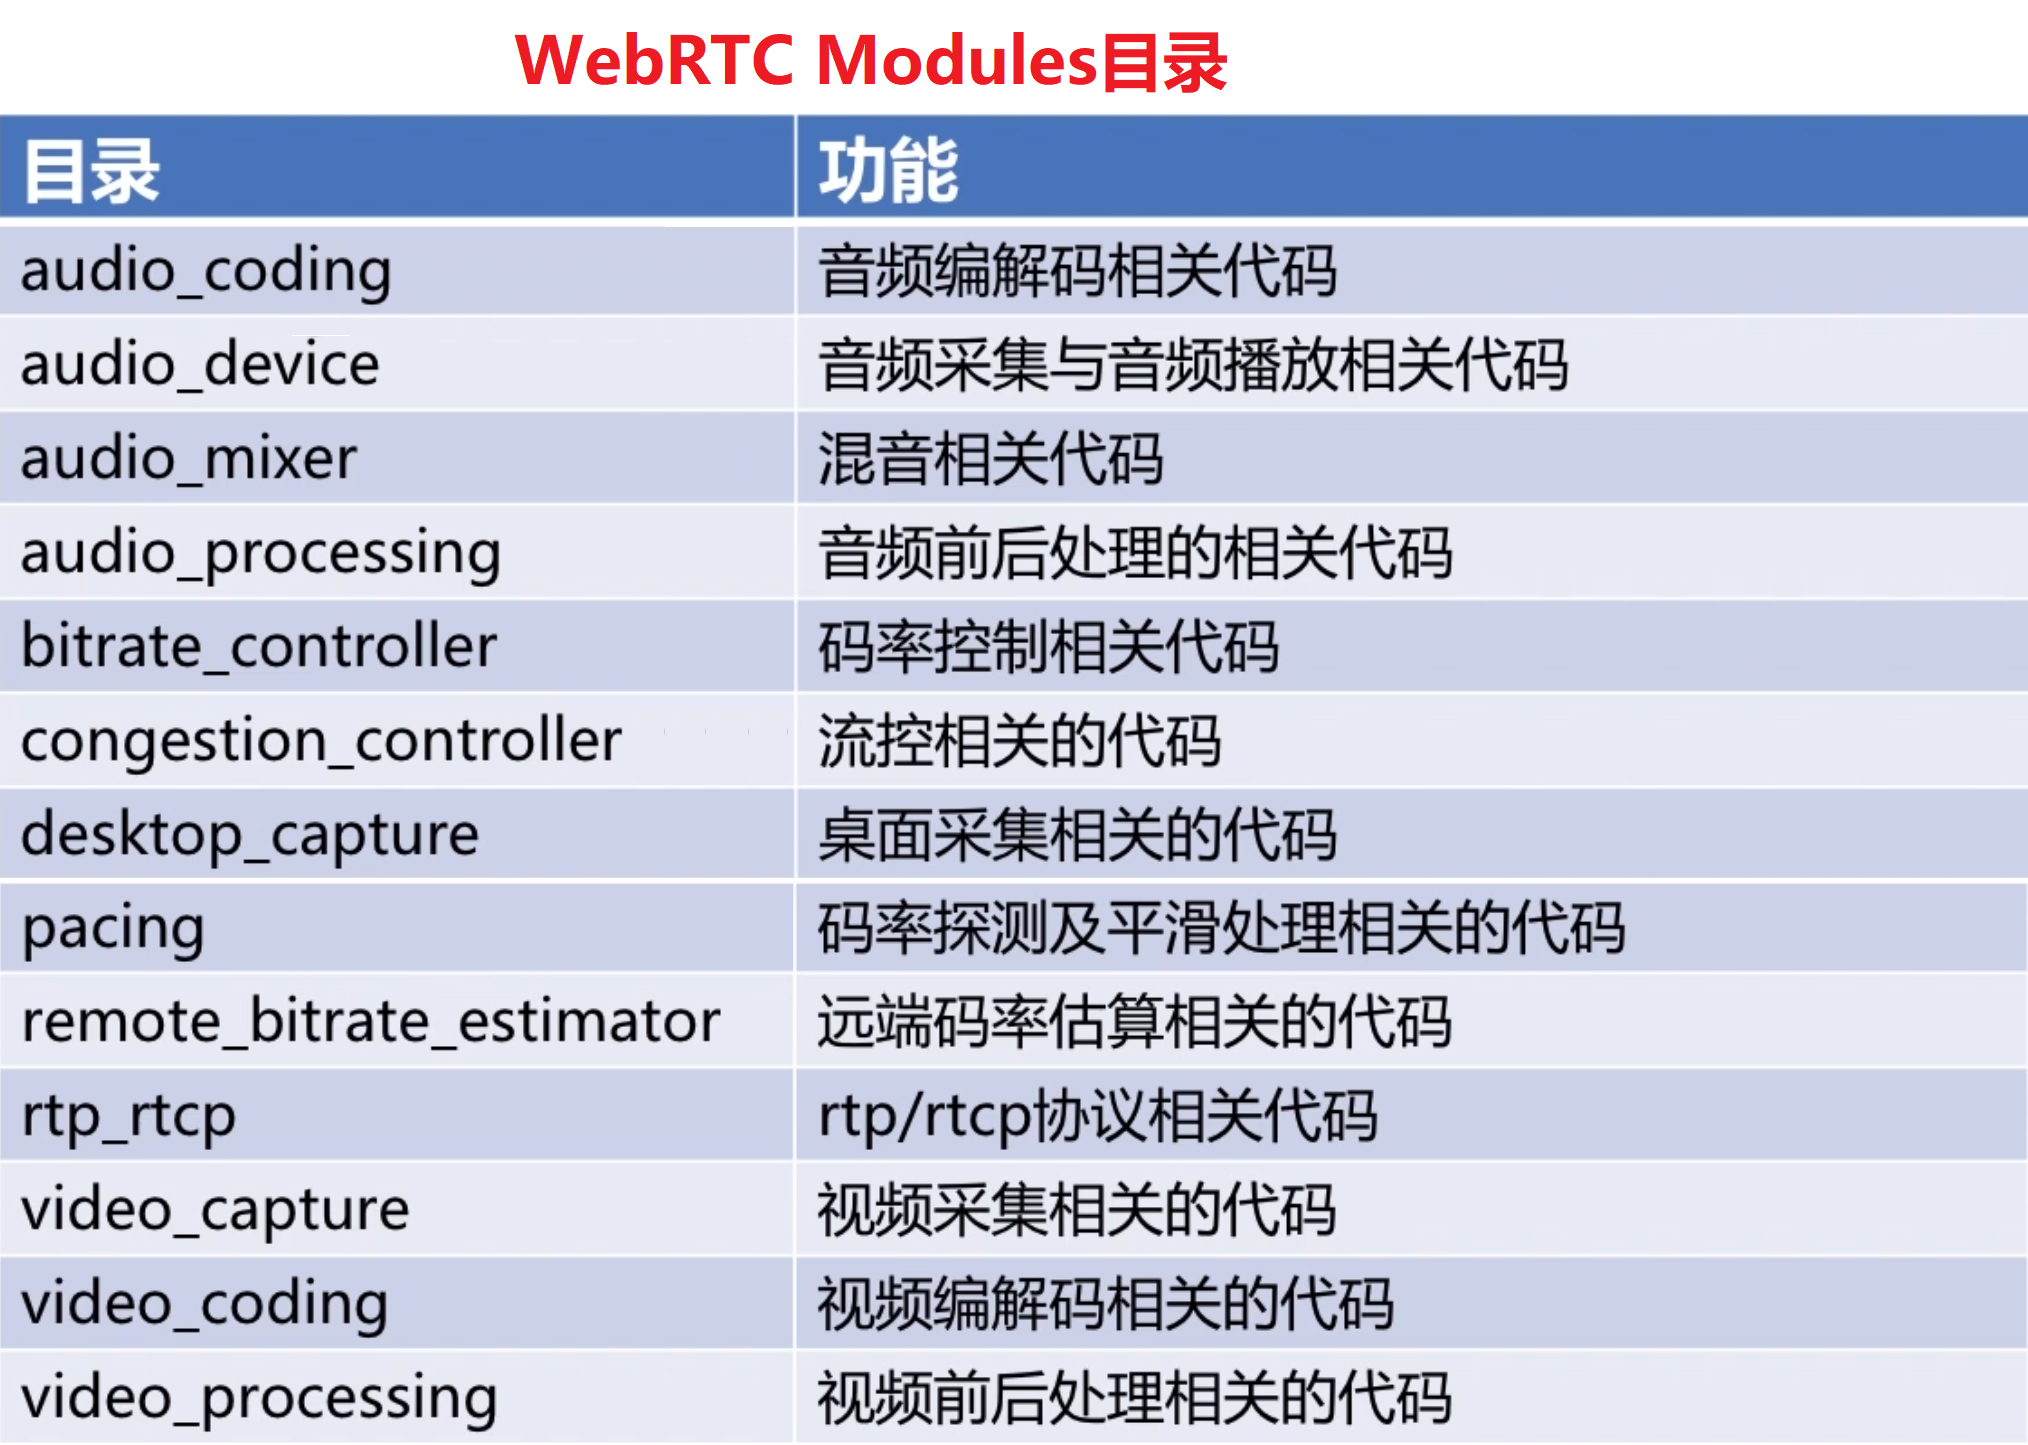 WebRTC Modules目录
目录 功能
audio_coding 音频编解码相关代码
audio_device 音频采集与音频播放相关代码
audio_mixer 混音相关代码
audio_processing 音频前后处理的相关代码
bitrate_controller 码率控制相关代码
congestion_controller 流控相关的代码
desktop_capture 桌面采集相关的代码
pacing 码率探测及平滑处理相关的代码
remote_bitrate_estimator 远端码率估算相关的代码
rtp_rtcp rtp/rtcp协议相关代码
video_capture 视频采集相关的代码
video_coding 视频编解码相关的代码
video_processing 视频前后处理相关的代码